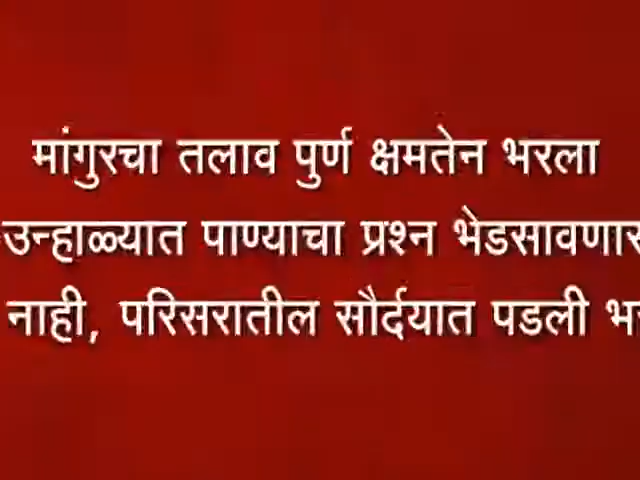 मांगुरचा तलाव पुर्ण क्षमतेन भरला
उन्हाळ्यात पाण्याचा प्रश्न भेडसावणार
नाही, परिसरातील सौर्दयात पडली